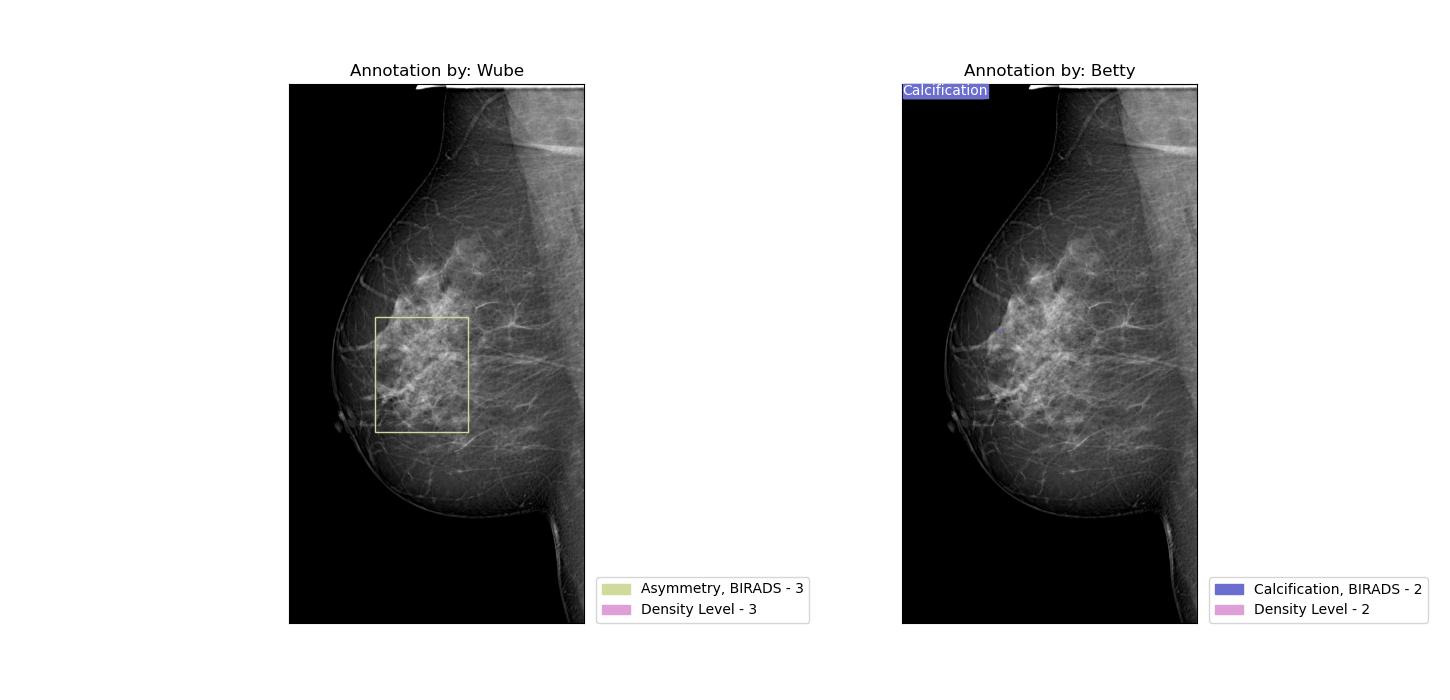 Annotation by: Wube
Annotation by: Betty
Calcification
Asymmetry, BIRADS - 3
Density Level - 3
Calcification, BIRADS - 2
Density Level - 2